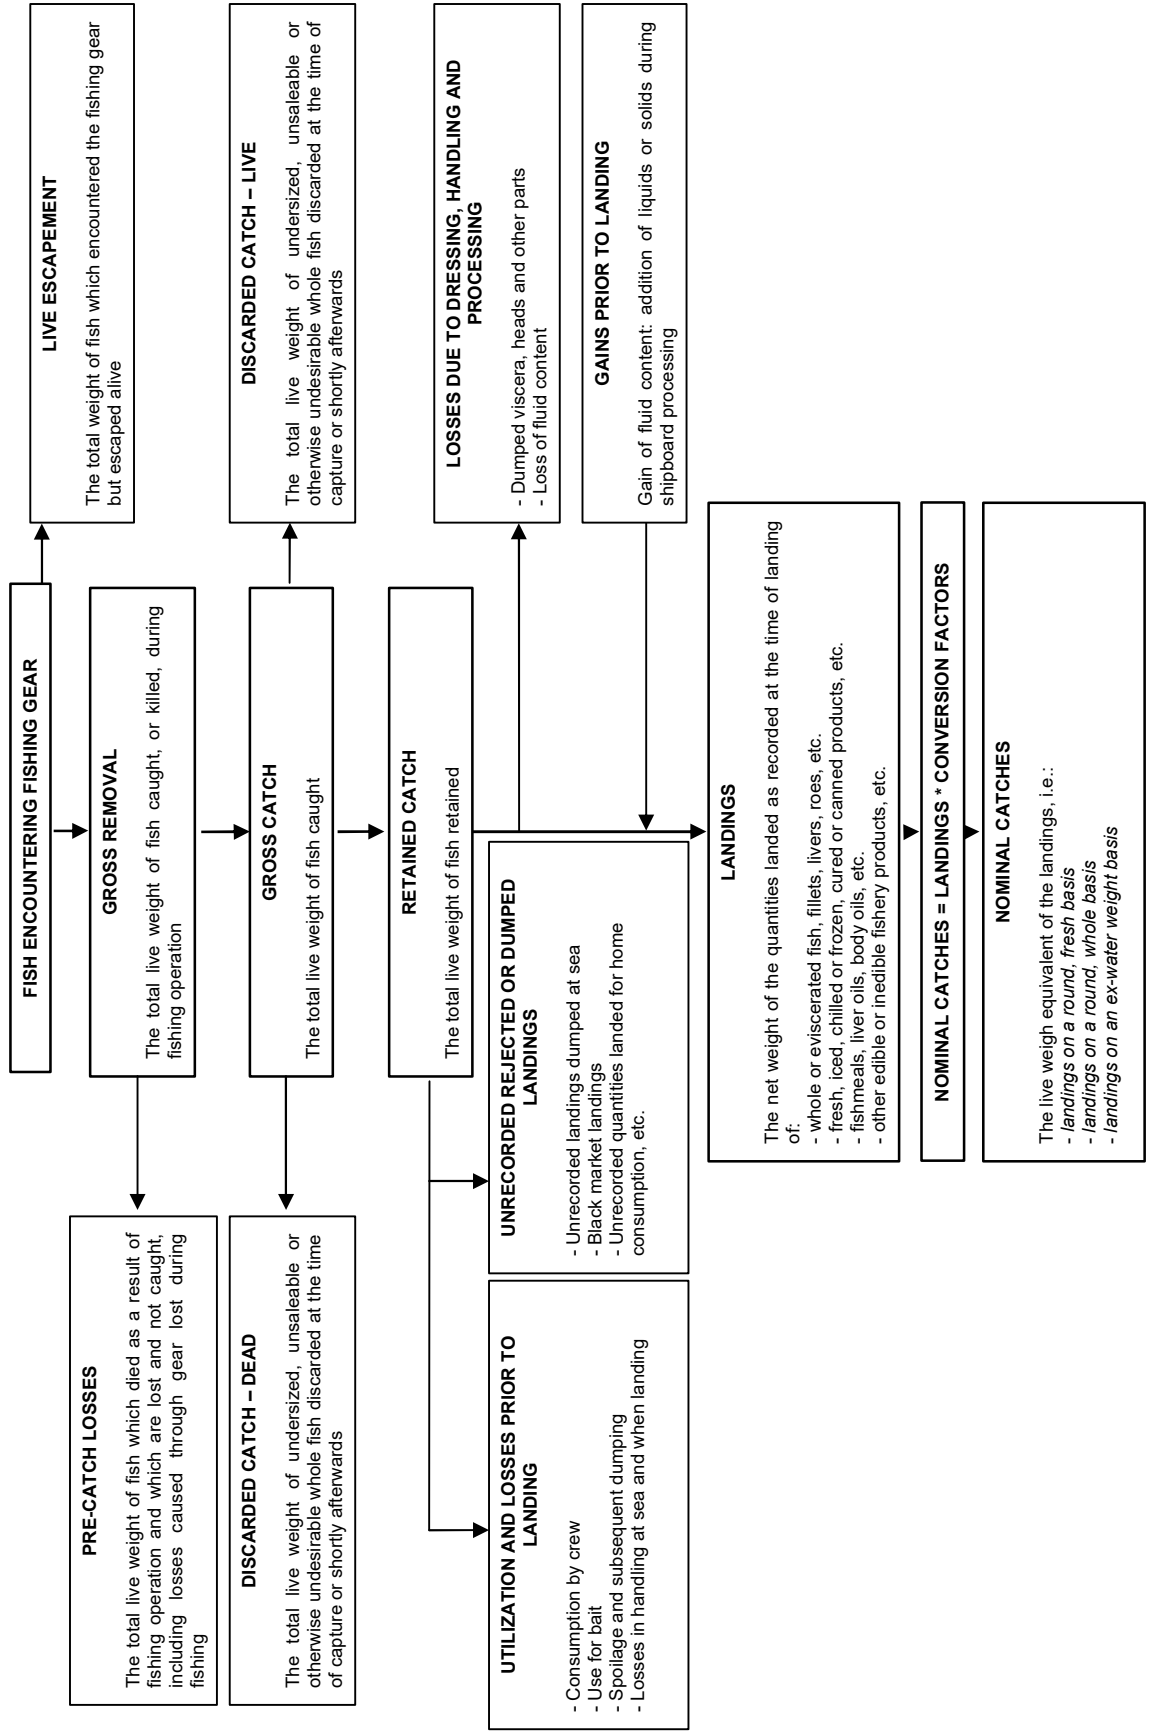 FISH ENCOUNTERING FISHING GEAR
LIVE ESCAPEMENT
The total weight of fish which encountered the fishing gear
but escaped alive
GROSS REMOVAL
The total live weight of fish caught, or killed, during
fishing operation
PRE-CATCH LOSSES
The total live weight of fish which died as a result of
fishing operation and which are lost and not caught,
including losses caused through gear lost during
fishing
GROSS CATCH
The total live weight of fish caught
DISCARDED CATCH – DEAD
The total live weight of undersized, unsaleable or
otherwise undesirable whole fish discarded at the time
of capture or shortly afterwards
DISCARDED CATCH – LIVE
The total live weight of undersized, unsaleable or
otherwise undesirable whole fish discarded at the time of
capture or shortly afterwards
RETAINED CATCH
The total live weight of fish retained
LOSSES DUE TO DRESSING, HANDLING AND
PROCESSING
- Dumped viscera, heads and other parts
- Loss of fluid content
UTILIZATION AND LOSSES PRIOR TO
LANDING
- Consumption by crew
- Use for bait
- Spoilage and subsequent dumping
- Losses in handling at sea and when landing
UNRECORDED REJECTED OR DUMPED
LANDINGS
- Unrecorded landings dumped at sea
- Black market landings
- Unrecorded quantities landed for home
consumption, etc.
GAINS PRIOR TO LANDING
Gain of fluid content: addition of liquids or solids during
shipboard processing
LANDINGS
The net weight of the quantities landed as recorded at the time of landing
of:
- whole or eviscerated fish, fillets, livers, roes, etc.
- fresh, iced, chilled or frozen, cured or canned products, etc.
- fishmeals, liver oils, body oils, etc.
- other edible or inedible fishery products, etc.
NOMINAL CATCHES = LANDINGS * CONVERSION FACTORS
NOMINAL CATCHES
The live weigh equivalent of the landings, i.e.:
- landings on a round, fresh basis
- landings on a round, whole basis
- landings on an ex-water weight basis